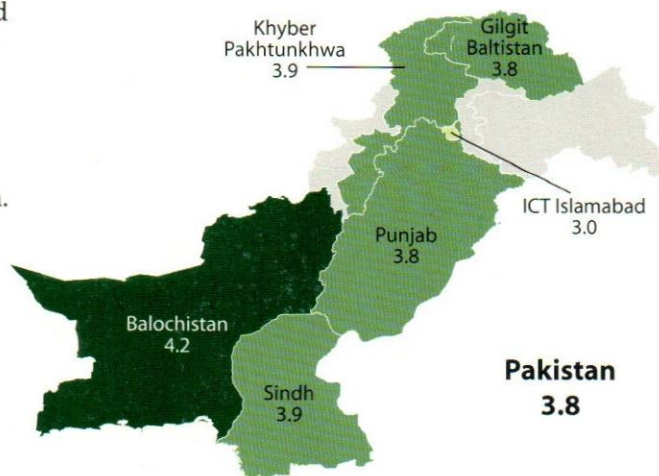 Khyber
Pakhtunkhwa
3.9
Gilgit
Baltistan
3.8
ICT Islamabad
3.0
Punjab
3.8
Balochistan
4.2
Sindh
3.9
Pakistan
3.8